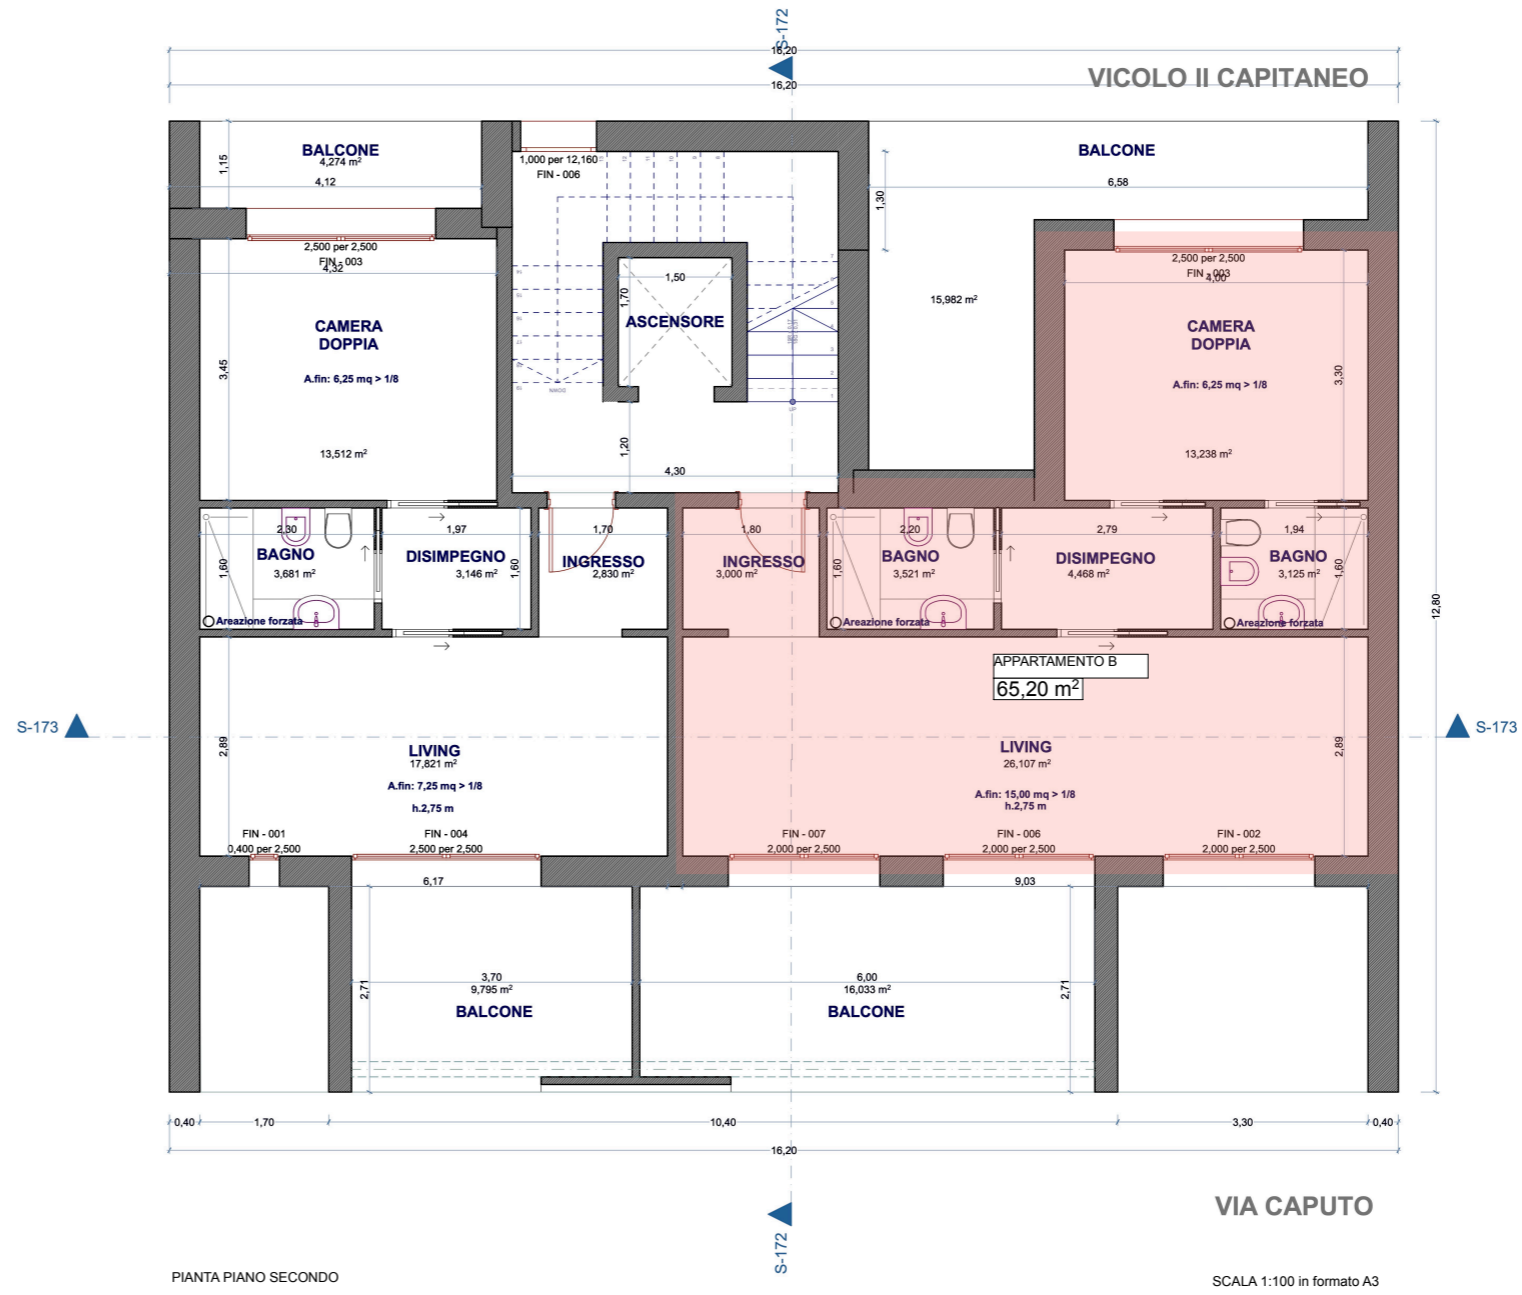 S-172
16,20
16,20
VICOLO II CAPITANEO
BALCONE
4,274 m²
4,12
1,15
1,000 per 12,160
FIN - 006
BALCONE
6,58
1,30
2,500 per 2,500
FIN - 003
4,32
1,50
1,70
ASCENSORE
15,982 m²
2,500 per 2,500
FIN - 003
4,00
CAMERA
DOPPIA
A.fin: 6,25 mq > 1/8
3,45
13,512 m²
CAMERA
DOPPIA
A.fin: 6,25 mq > 1/8
3,30
13,238 m²
DOWN
UP
1,20
4,30
2,30
BAGNO
3,681 m²
1,60
Areazione forzata
1,97
DISIMPEGNO
3,146 m²
1,60
1,70
INGRESSO
2,830 m²
1,80
INGRESSO
3,000 m²
2,20
BAGNO
3,521 m²
1,60
Areazione forzata
2,79
DISIMPEGNO
4,468 m²
1,94
BAGNO
3,125 m²
1,60
Areazione forzata
12,80
APPARTAMENTO B
65,20 m²
S-173
S-173
2,89
LIVING
17,821 m²
A.fin: 7,25 mq > 1/8
h.2,75 m
LIVING
26,107 m²
A.fin: 15,00 mq > 1/8
h.2,75 m
2,89
FIN - 001
0,400 per 2,500
FIN - 004
2,500 per 2,500
FIN - 007
2,000 per 2,500
FIN - 006
2,000 per 2,500
FIN - 002
2,000 per 2,500
6,17
9,03
2,71
3,70
9,795 m²
BALCONE
6,00
16,033 m²
BALCONE
2,71
0,40
1,70
10,40
3,30
0,40
16,20
VIA CAPUTO
S-172
PIANTA PIANO SECONDO
SCALA 1:100 in formato A3